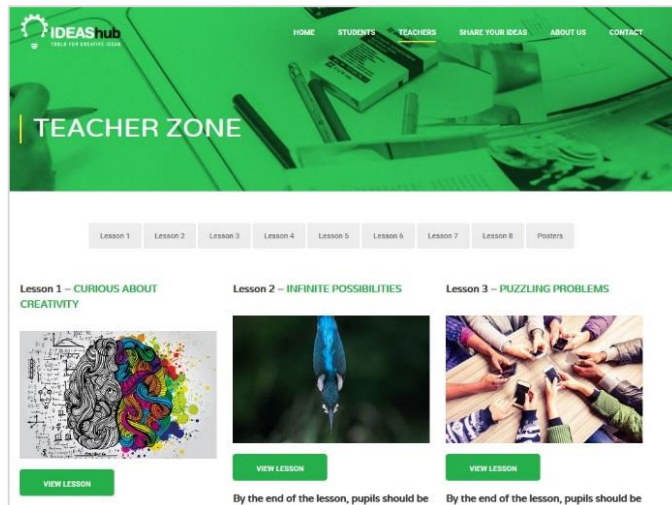 IDEAShub
TOOLS FOR CREATIVE IDEAS
HOME STUDENTS TEACHERS SHARE YOUR IDEAS ABOUT US CONTACT
TEACHER ZONE
Lesson 1 Lesson 2 Lesson 3 Lesson 4 Lesson 5 Lesson 6 Lesson 7 Lesson 8 Posters
Lesson 1 – CURIOUS ABOUT
CREATIVITY
Lesson 2 – INFINITE POSSIBILITIES
Lesson 3 – PUZZLING PROBLEMS
VIEW LESSON
VIEW LESSON
By the end of the lesson, pupils should be
VIEW LESSON
By the end of the lesson, pupils should be